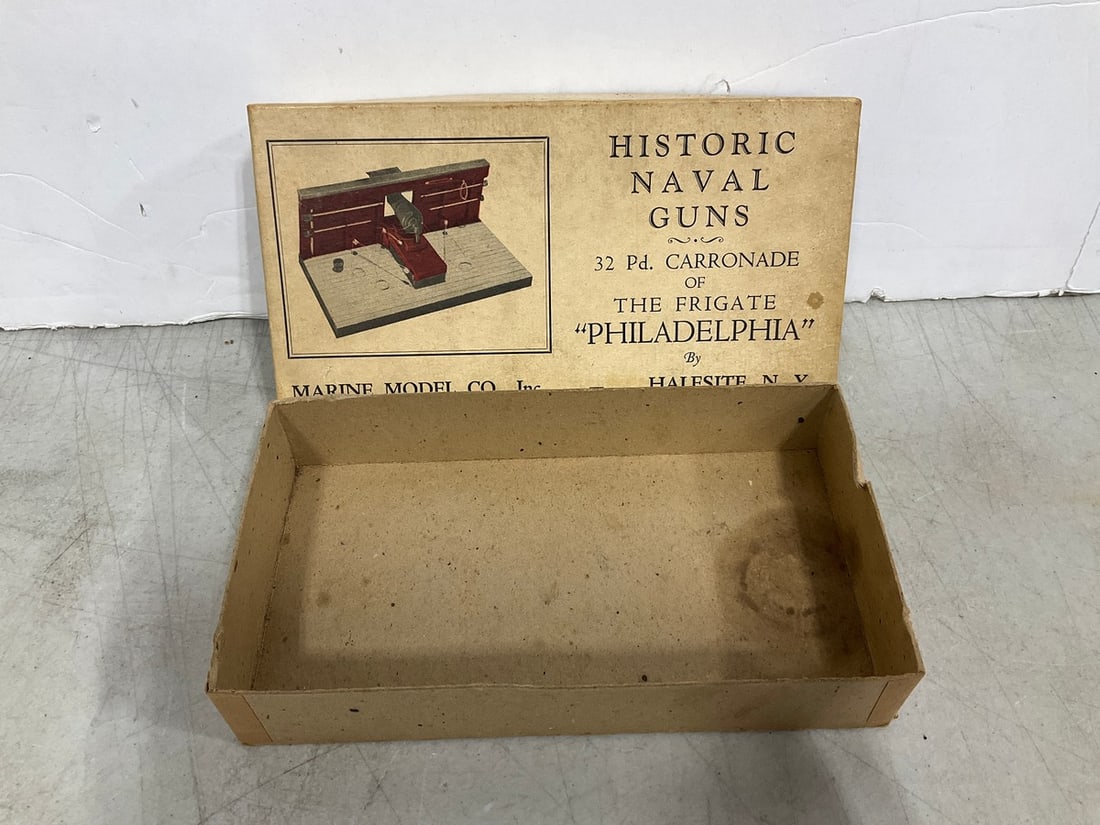 HISTORIC
NAVAL
GUNS
32 Pd. CARRONADE
OF
THE FRIGATE
"PHILADELPHIA"
By
MARINE MODEL CO., Inc. HALESITE, N. Y.